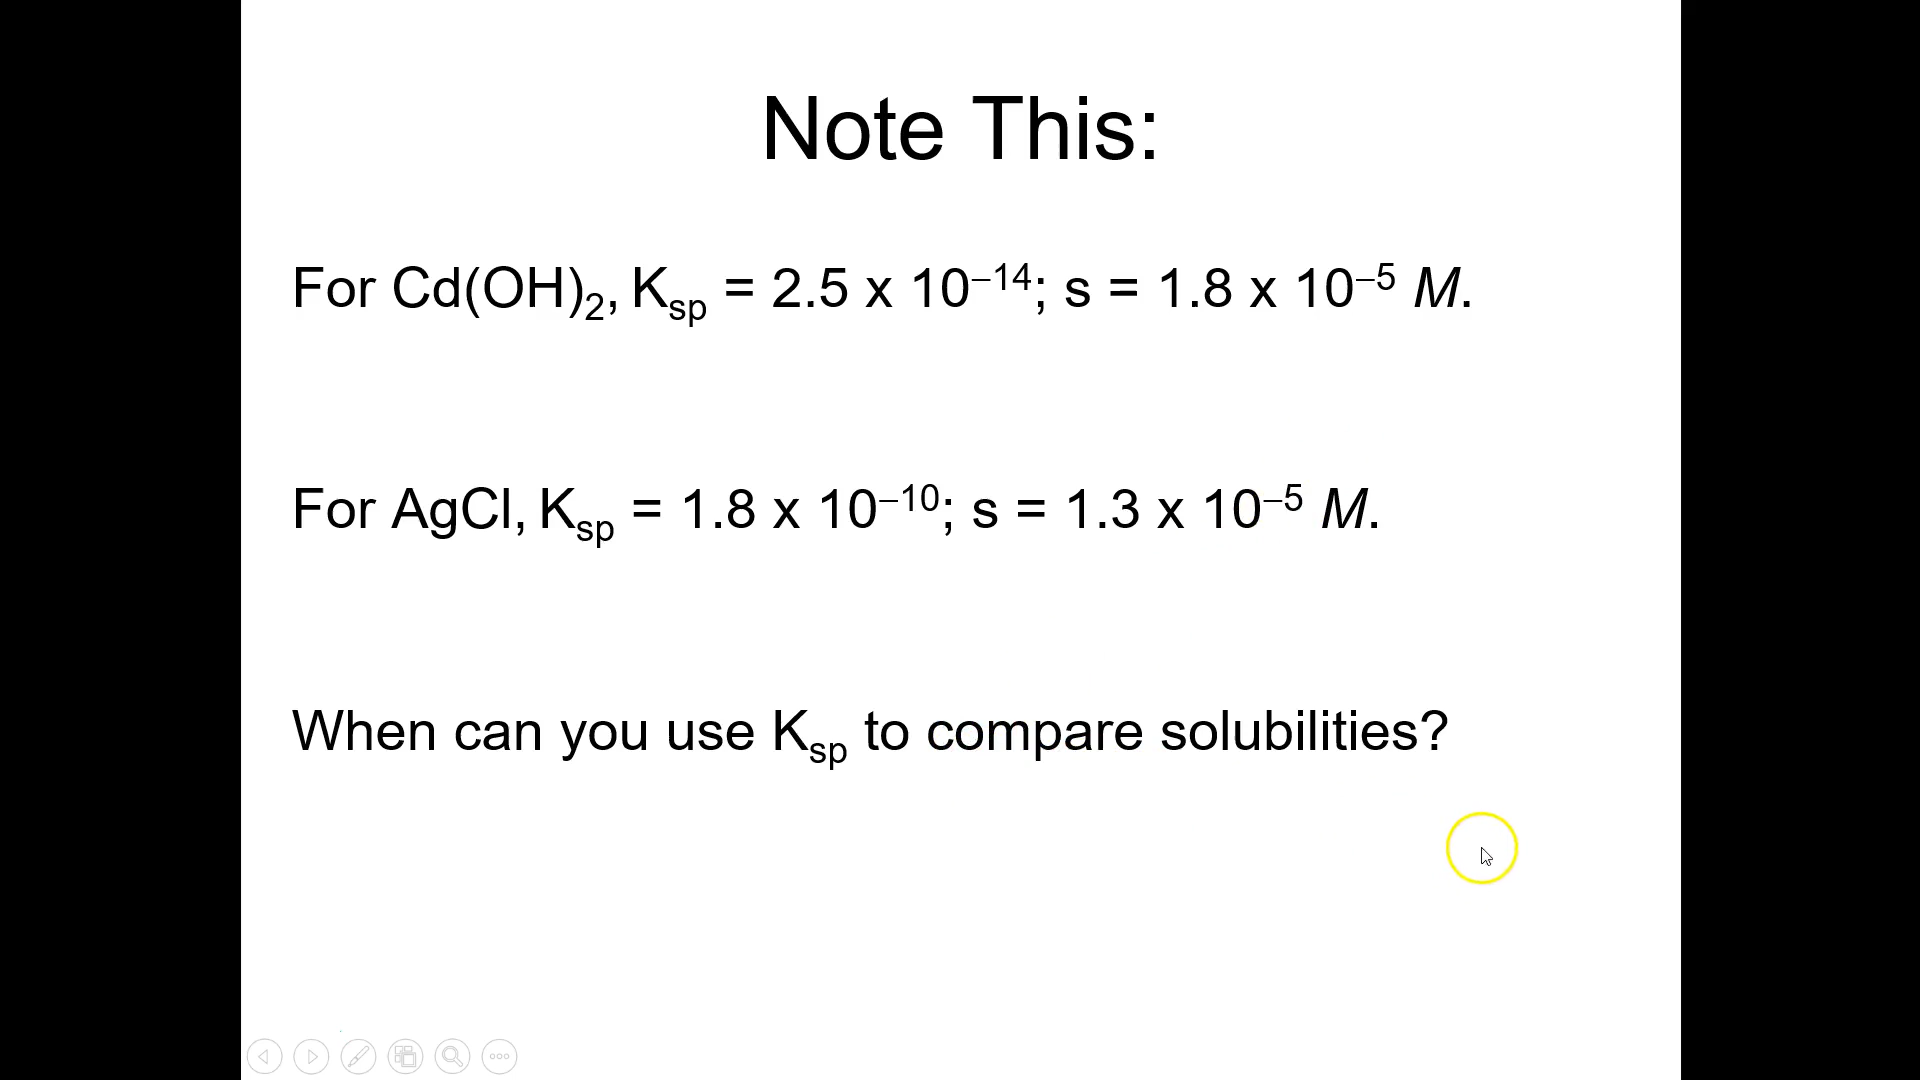 Note This:
For Cd(OH)₂, Kₛₚ = 2.5 x 10⁻¹⁴; s = 1.8 x 10⁻⁵ M.
For AgCl, Kₛₚ = 1.8 x 10⁻¹⁰; s = 1.3 x 10⁻⁵ M.
When can you use Kₛₚ to compare solubilities?